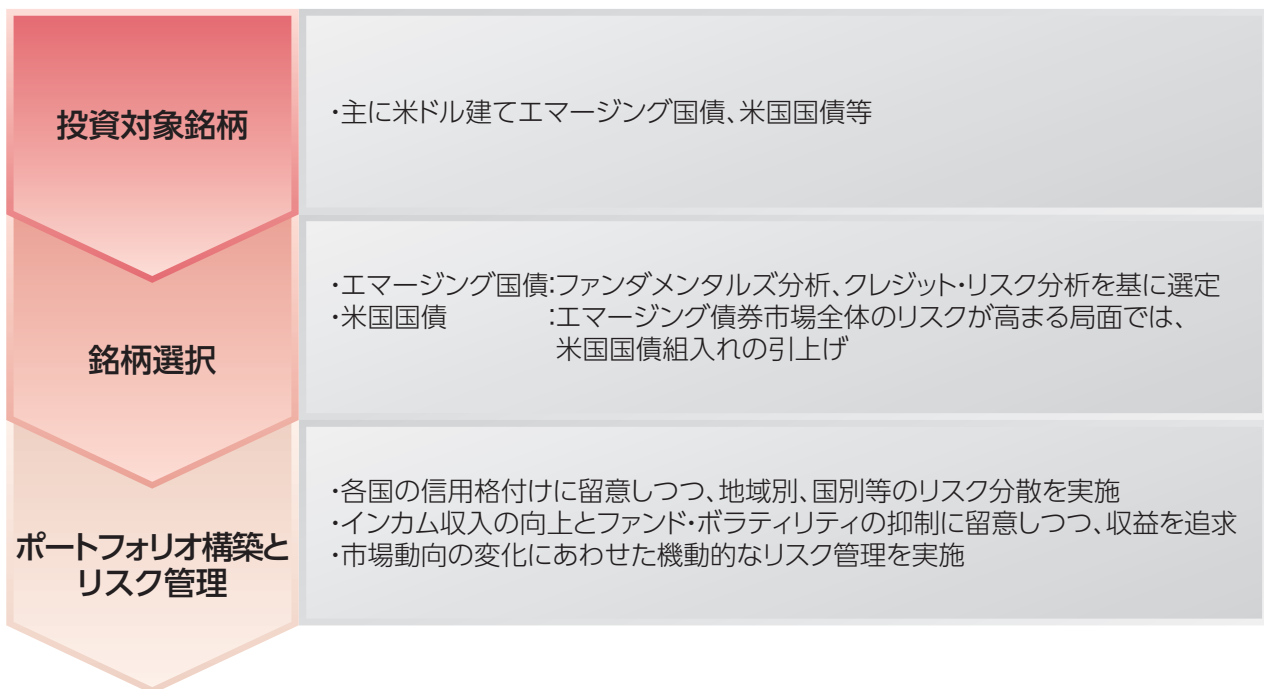 投資対象銘柄
・主に米ドル建てエマージング国債、米国国債等
銘柄選択
・エマージング国債:ファンダメンタルズ分析、クレジット・リスク分析を基に選定
・米国国債　　　　:エマージング債券市場全体のリスクが高まる局面では、
米国国債組入れの引上げ
ポートフォリオ構築と
リスク管理
・各国の信用格付けに留意しつつ、地域別、国別等のリスク分散を実施
・インカム収入の向上とファンド・ボラティリティの抑制に留意しつつ、収益を追求
・市場動向の変化にあわせた機動的なリスク管理を実施